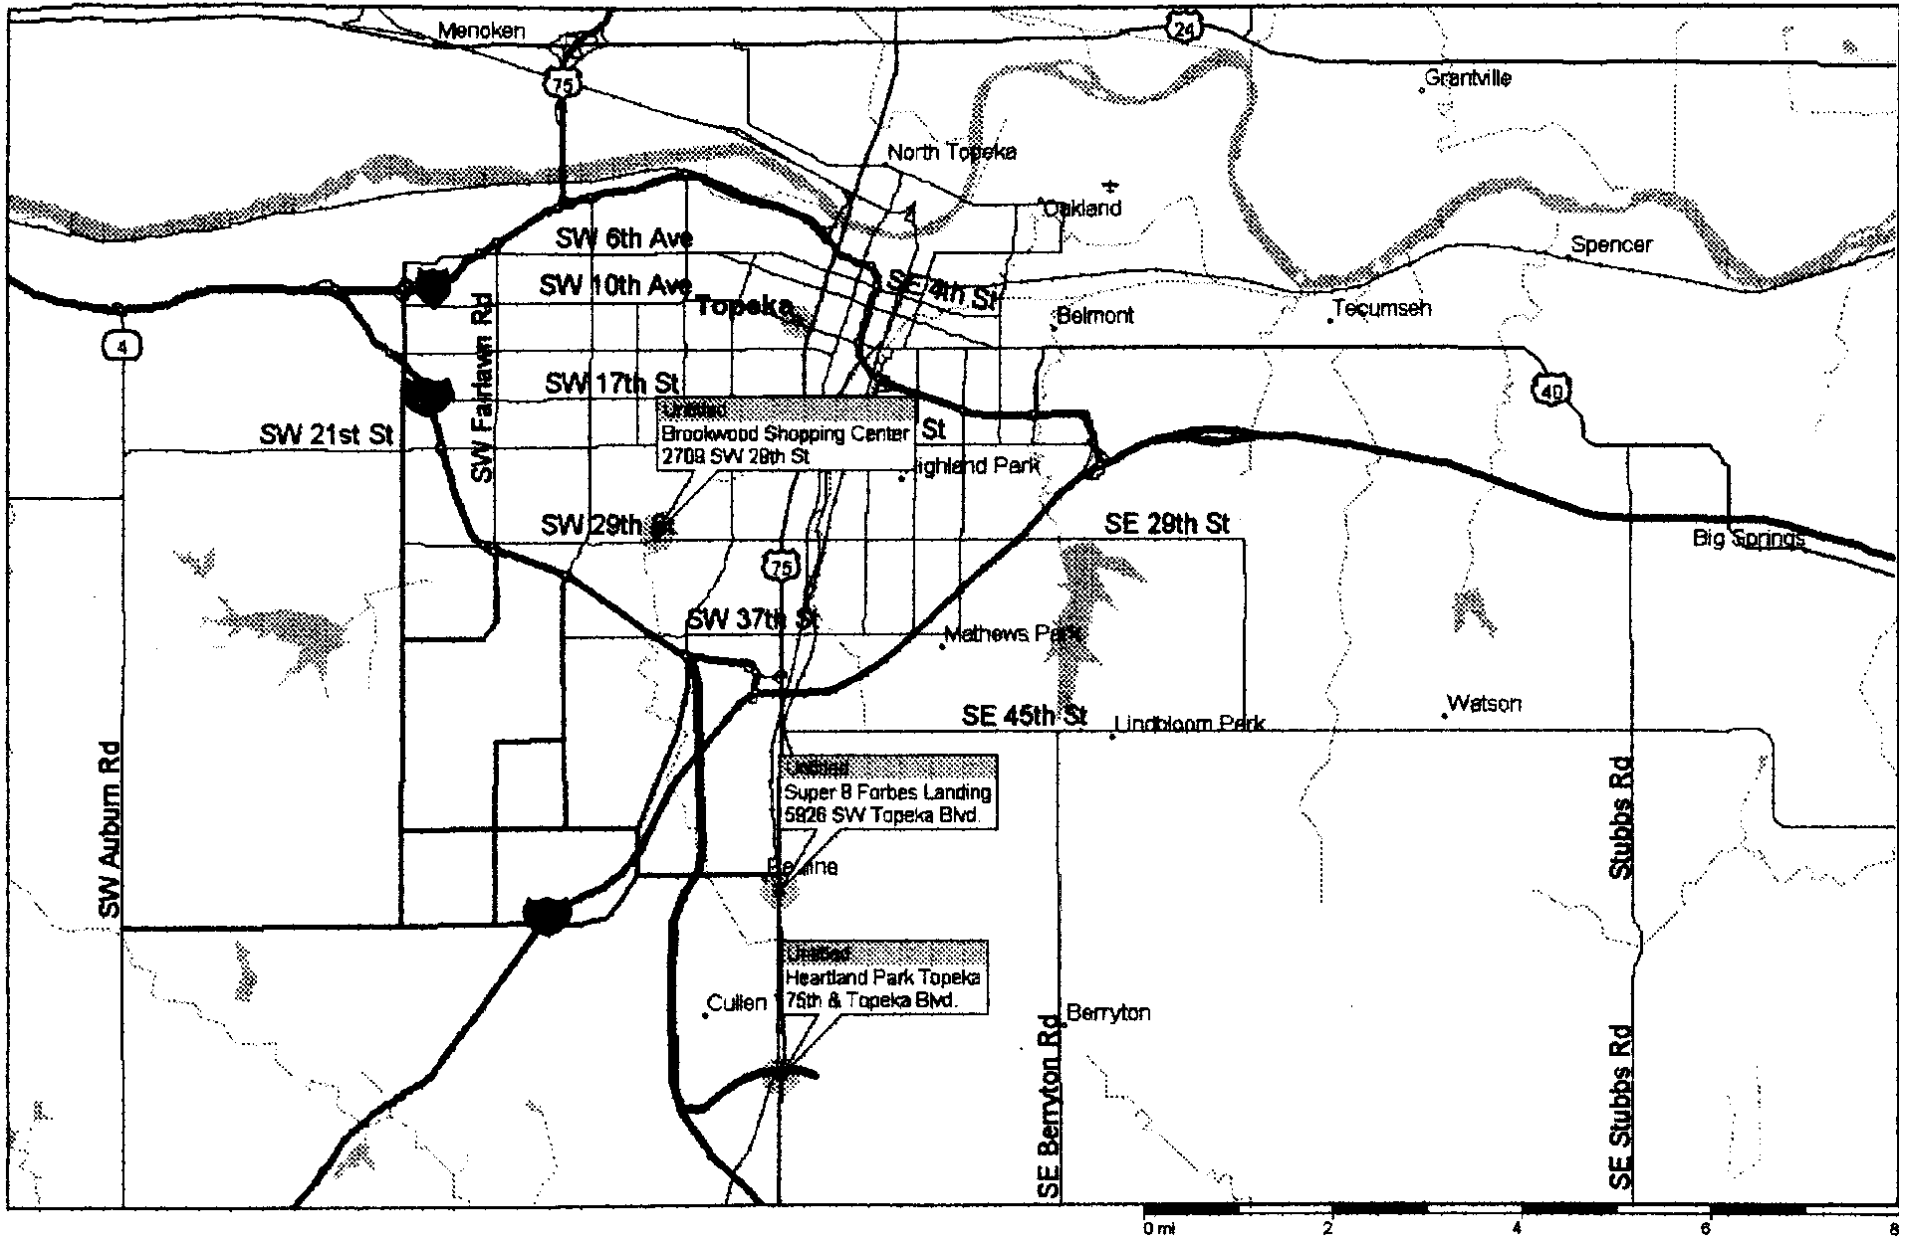 Menoken
24
75
Grantville
North Topeka
Oakland
SW 6th Ave
Spencer
SW 10th Ave
SE 4th St
Topeka
Tecumseh
Belmont
4
SW Fairlawn Rd
SW 17th St
40
Untitled
Brookwood Shopping Center
2709 SW 29th St
SW 21st St
St
ighland Park
SW 29th St
SE 29th St
Big Springs
75
SW 37th St
Mathews Park
Watson
SE 45th St
Lindbloom Park
SW Auburn Rd
Untitled
Super 8 Forbes Landing
5926 SW Topeka Blvd.
Stubbs Rd
Untitled
Heartland Park Topeka
75th & Topeka Blvd.
Cullen
Berryton
SE Berryton Rd
SE Stubbs Rd
0 mi 2 4 6 8